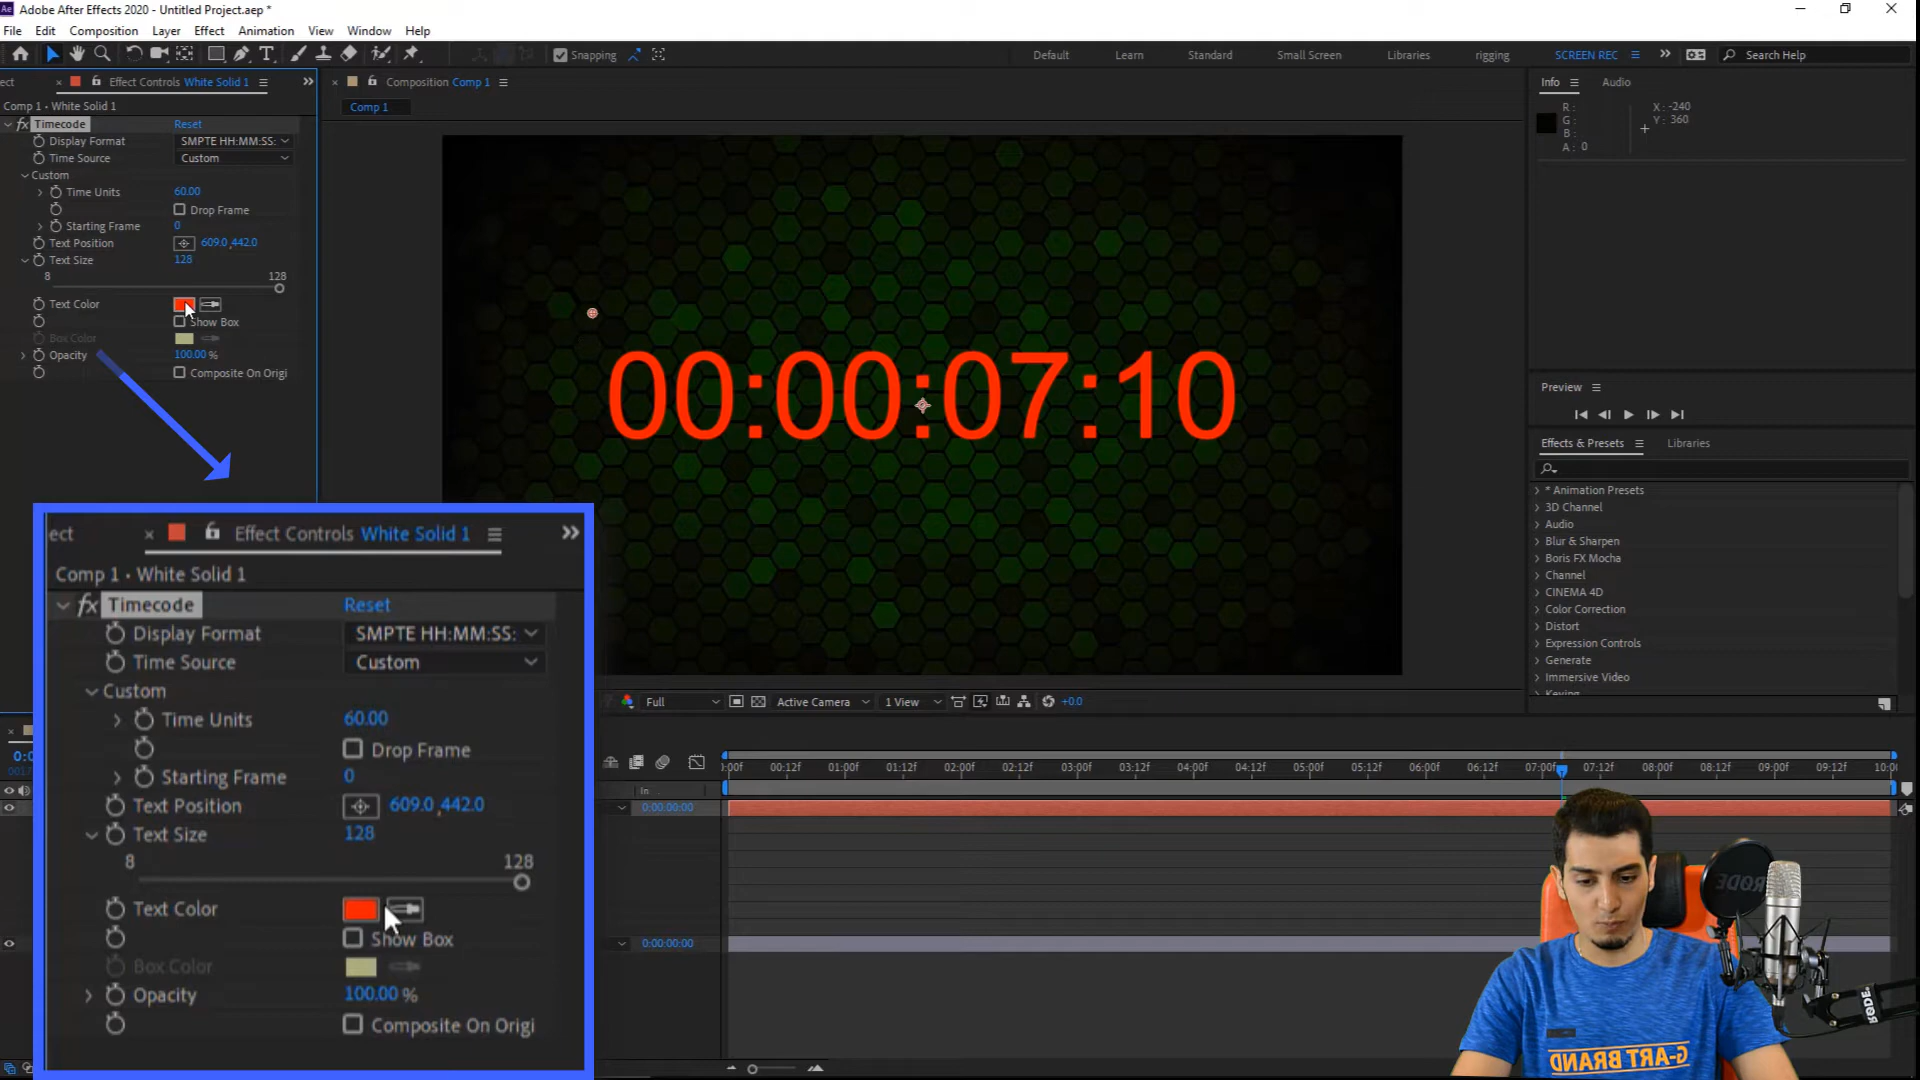 Ae Adobe After Effects 2020 - Untitled Project.aep *
File Edit Composition Layer Effect Animation View Window Help
Snapping Default Learn Standard Small Screen Libraries rigging SCREEN REC Search Help
ect Effect Controls White Solid 1
Comp 1 • White Solid 1
fx Timecode Reset
Display Format SMPTE HH:MM:SS:
Time Source Custom
Custom
Time Units 60.00
Drop Frame
Starting Frame 0
Text Position 609.0 ,442.0
Text Size 128
8 128
Text Color
Show Box
Box Color
Opacity 100.00 %
Composite On Origi
Composition Comp 1
Comp 1
00:00:07:10
Info Audio
R: X: -240
G: Y: 360
B:
A: 0
Preview
Effects & Presets Libraries
* Animation Presets
3D Channel
Audio
Blur & Sharpen
Boris FX Mocha
Channel
CINEMA 4D
Color Correction
Distort
Expression Controls
Generate
Immersive Video
Keying
ect Effect Controls White Solid 1
Comp 1 • White Solid 1
fx Timecode Reset
Display Format SMPTE HH:MM:SS:
Time Source Custom
Custom
Time Units 60.00
Drop Frame
Starting Frame 0
Text Position 609.0 ,442.0
Text Size 128
8 128
Text Color
Show Box
Box Color
Opacity 100.00 %
Composite On Origi
Full Active Camera 1 View +0.0
0:0
:00f 00:12f 01:00f 01:12f 02:00f 02:12f 03:00f 03:12f 04:00f 04:12f 05:00f 05:12f 06:00f 06:12f 07:00f 07:12f 08:00f 08:12f 09:00f 09:12f 10:00
In
0:00:00:00
0:00:00:00
RØDE
RØDE
G-ART BRAND